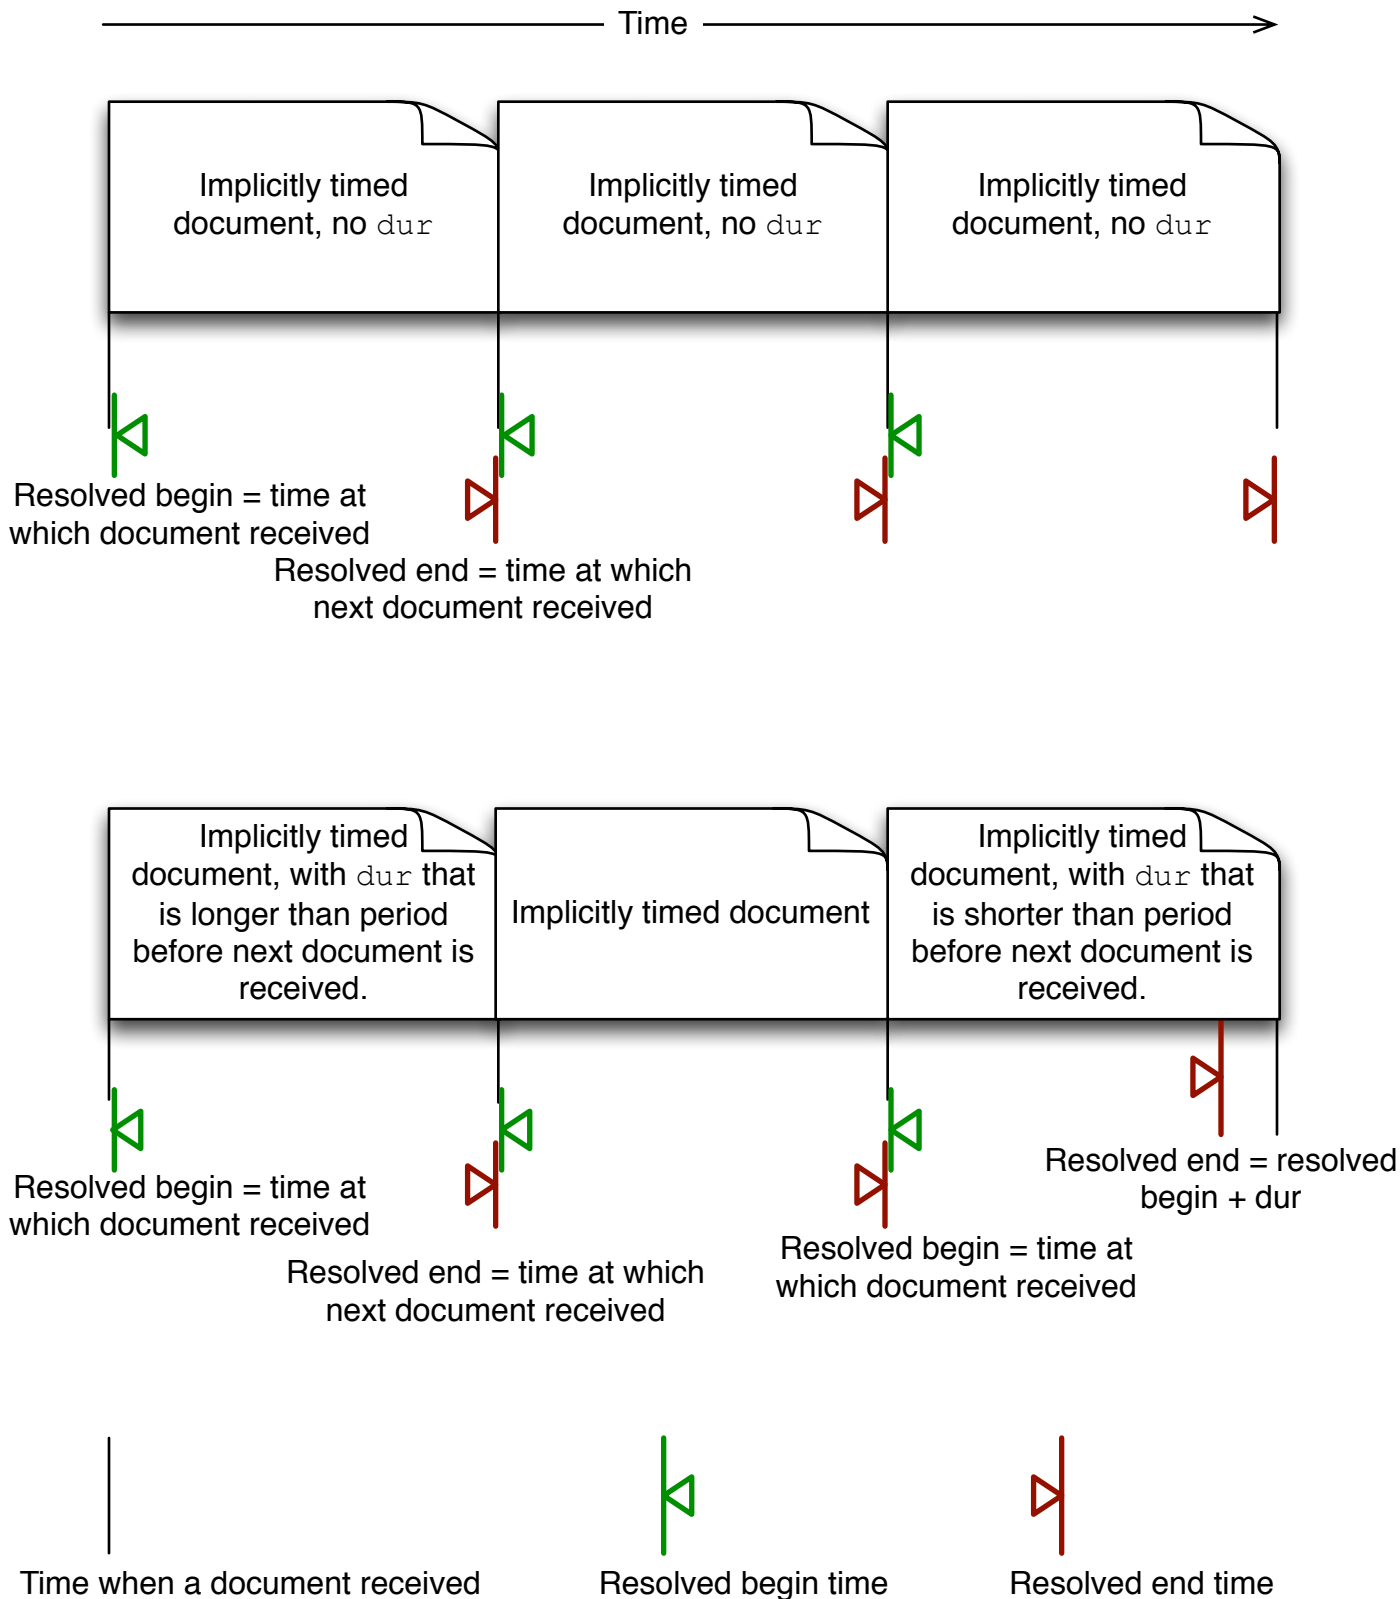 Time
Implicitly timed
document, no dur
Implicitly timed
document, no dur
Implicitly timed
document, no dur
Resolved begin = time at
which document received
Resolved end = time at which
next document received
Implicitly timed
document, with dur that
is longer than period
before next document is
received.
Implicitly timed document
Implicitly timed
document, with dur that
is shorter than period
before next document is
received.
Resolved begin = time at
which document received
Resolved end = time at which
next document received
Resolved begin = time at
which document received
Resolved end = resolved
begin + dur
Time when a document received
Resolved begin time
Resolved end time